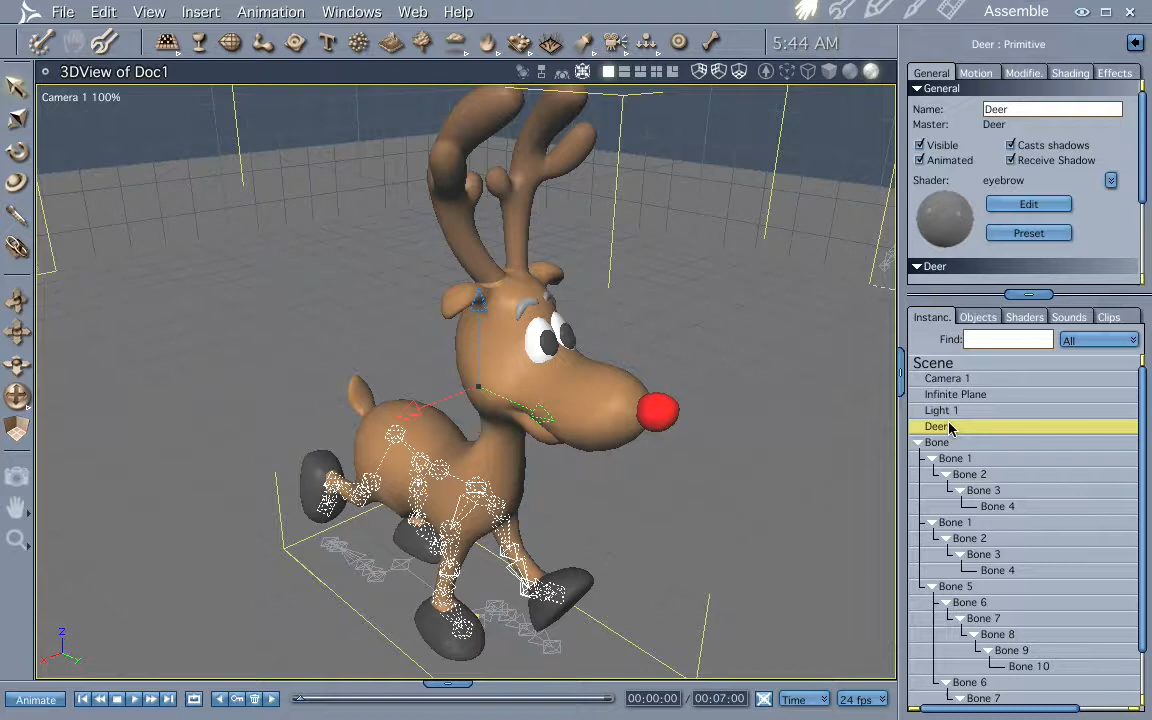 File Edit View Insert Animation Windows Web Help Assemble
5:44 AM
Deer : Primitive
3DView of Doc1
Camera 1 100%
General Motion Modifie. Shading Effects
General
Name: Deer
Master: Deer
Visible Casts shadows
Animated Receive Shadow
Shader: eyebrow
Edit
Preset
Deer
Instanc. Objects Shaders Sounds Clips
Find: All
Scene
Camera 1
Infinite Plane
Light 1
Deer
Bone
Bone 1
Bone 2
Bone 3
Bone 4
Bone 1
Bone 2
Bone 3
Bone 4
Bone 5
Bone 6
Bone 7
Bone 8
Bone 9
Bone 10
Bone 6
Bone 7
Z
X Y
Animate 00:00:00 / 00:07:00 Time 24 fps